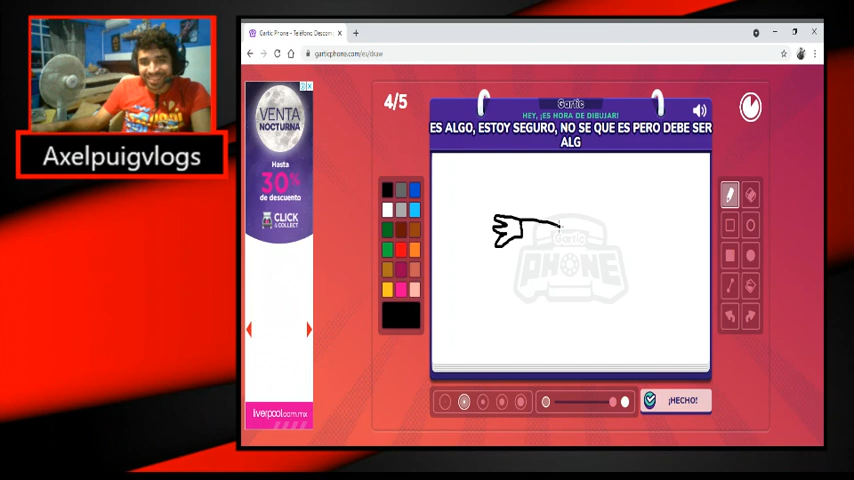 Gartic Phone - Teléfono Descom
garticphone.com/es/draw
Axelpuigvlogs
VENTA
NOCTURNA
Hasta
30%
de descuento
CLICK
&COLLECT
liverpool.com.mx
4/5
Gartic
HEY, ¡ES HORA DE DIBUJAR!
ES ALGO, ESTOY SEGURO, NO SE QUE ES PERO DEBE SER
ALG
Gartic
PHONE
¡HECHO!